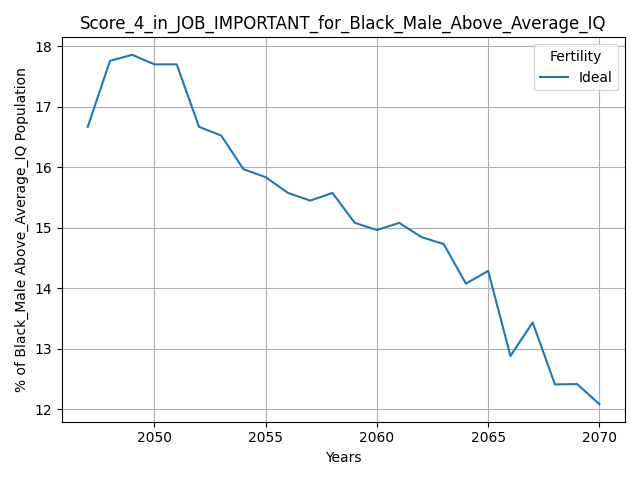 Score_4_in_JOB_IMPORTANT_for_Black_Male_Above_Average_IQ
Fertility
Ideal
% of Black_Male Above_Average_IQ Population
18
17
16
15
14
13
12
2050 2055 2060 2065 2070
Years